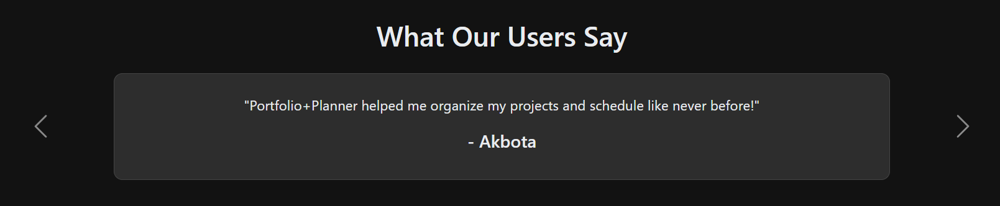 What Our Users Say
"Portfolio+Planner helped me organize my projects and schedule like never before!"
- Akbota